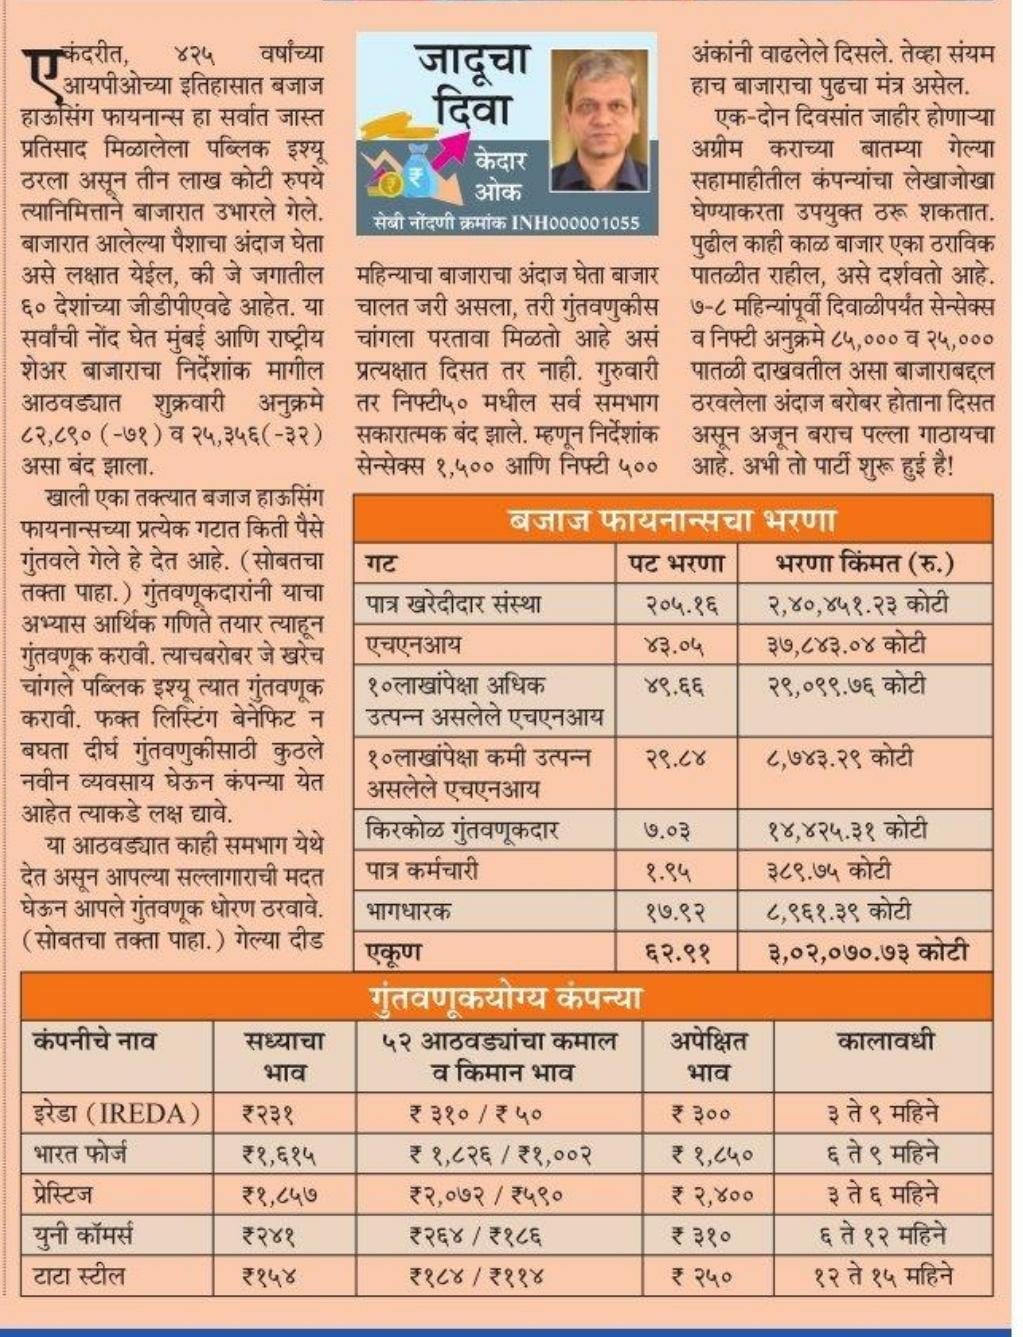 एकंदरीत, ४२५ वर्षांच्या
आयपीओच्या इतिहासात बजाज
हाऊसिंग फायनान्स हा सर्वात जास्त
प्रतिसाद मिळालेला पब्लिक इश्यू
ठरला असून तीन लाख कोटी रुपये
त्यानिमित्ताने बाजारात उभारले गेले.
बाजारात आलेल्या पैशाचा अंदाज घेता
असे लक्षात येईल, की जे जगातील
६० देशांच्या जीडीपीएवढे आहेत. या
सर्वांची नोंद घेत मुंबई आणि राष्ट्रीय
शेअर बाजाराचा निर्देशांक मागील
आठवड्यात शुक्रवारी अनुक्रमे
८२,८९० (-७१) व २५,३५६(-३२)
असा बंद झाला.
खाली एका तक्त्यात बजाज हाऊसिंग
फायनान्सच्या प्रत्येक गटात किती पैसे
गुंतवले गेले हे देत आहे. (सोबतचा
तक्ता पाहा.) गुंतवणूकदारांनी याचा
अभ्यास आर्थिक गणिते तयार त्याहून
गुंतवणूक करावी. त्याचबरोबर जे खरेच
चांगले पब्लिक इश्यू त्यात गुंतवणूक
करावी. फक्त लिस्टिंग बेनेफिट न
बघता दीर्घ गुंतवणुकीसाठी कुठले
नवीन व्यवसाय घेऊन कंपन्या येत
आहेत त्याकडे लक्ष द्यावे.
या आठवड्यात काही समभाग येथे
देत असून आपल्या सल्लागाराची मदत
घेऊन आपले गुंतवणूक धोरण ठरवावे.
(सोबतचा तक्ता पाहा.) गेल्या दीड
जादूचा
दिवा
केदार
ओक
सेबी नोंदणी क्रमांक INH000001055
महिन्याचा बाजाराचा अंदाज घेता बाजार
चालत जरी असला, तरी गुंतवणुकीस
चांगला परतावा मिळतो आहे असं
प्रत्यक्षात दिसत तर नाही. गुरुवारी
तर निफ्टी५० मधील सर्व समभाग
सकारात्मक बंद झाले. म्हणून निर्देशांक
सेन्सेक्स १,५०० आणि निफ्टी ५००
अंकांनी वाढलेले दिसले. तेव्हा संयम
हाच बाजाराचा पुढचा मंत्र असेल.
एक-दोन दिवसांत जाहीर होणाऱ्या
अग्रीम कराच्या बातम्या गेल्या
सहामाहीतील कंपन्यांचा लेखाजोखा
घेण्याकरता उपयुक्त ठरू शकतात.
पुढील काही काळ बाजार एका ठराविक
पातळीत राहील, असे दर्शवतो आहे.
७-८ महिन्यांपूर्वी दिवाळीपर्यंत सेन्सेक्स
व निफ्टी अनुक्रमे ८५,००० व २५,०००
पातळी दाखवतील असा बाजाराबद्दल
ठरवलेला अंदाज बरोबर होताना दिसत
असून अजून बराच पल्ला गाठायचा
आहे. अभी तो पार्टी शुरू हुई है!
बजाज फायनान्सचा भरणा
गट पट भरणा भरणा किंमत (रु.)
पात्र खरेदीदार संस्था २०५.१६ २,४०,४५१.२३ कोटी
एचएनआय ४३.०५ ३७,८४३.०४ कोटी
१०लाखांपेक्षा अधिक ४९.६६ २९,०९९.७६ कोटी
उत्पन्न असलेले एचएनआय
१०लाखांपेक्षा कमी उत्पन्न २९.८४ ८,७४३.२९ कोटी
असलेले एचएनआय
किरकोळ गुंतवणूकदार ७.०३ १४,४२५.३१ कोटी
पात्र कर्मचारी १.९५ ३८९.७५ कोटी
भागधारक १७.९२ ८,९६१.३९ कोटी
एकूण ६२.९१ ३,०२,०७०.७३ कोटी
गुंतवणूकयोग्य कंपन्या
कंपनीचे नाव सध्याचा ५२ आठवड्यांचा कमाल अपेक्षित कालावधी
भाव व किमान भाव भाव
इरेडा (IREDA) ₹२३१ ₹ ३१० / ₹ ५० ₹ ३०० ३ ते ९ महिने
भारत फोर्ज ₹१,६१५ ₹ १,८२६ / ₹१,००२ ₹ १,८५० ६ ते ९ महिने
प्रेस्टिज ₹१,८५७ ₹२,०७२ / ₹५९० ₹ २,४०० ३ ते ६ महिने
युनी कॉमर्स ₹२४१ ₹२६४ / ₹१८६ ₹ ३१० ६ ते १२ महिने
टाटा स्टील ₹१५४ ₹१८४ / ₹११४ ₹ २५० १२ ते १५ महिने